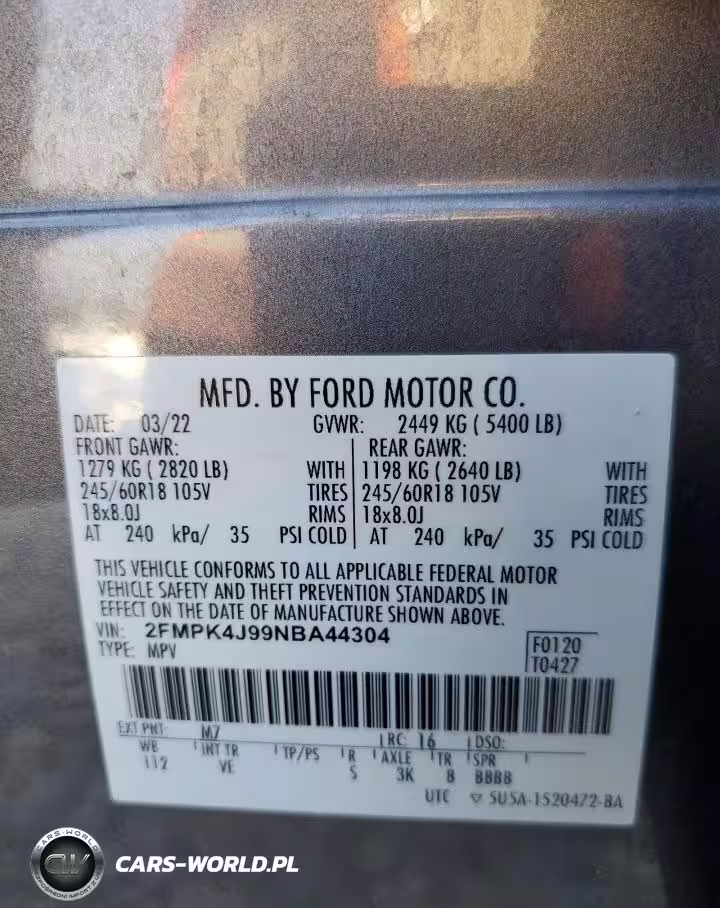 MFD. BY FORD MOTOR CO.
DATE: 03/22 GVWR: 2449 KG ( 5400 LB)
FRONT GAWR: REAR GAWR:
1279 KG ( 2820 LB) WITH 1198 KG ( 2640 LB) WITH
245/60R18 105V TIRES 245/60R18 105V TIRES
18x8.0J RIMS 18x8.0J RIMS
AT 240 kPa/ 35 PSI COLD AT 240 kPa/ 35 PSI COLD
THIS VEHICLE CONFORMS TO ALL APPLICABLE FEDERAL MOTOR
VEHICLE SAFETY AND THEFT PREVENTION STANDARDS IN
EFFECT ON THE DATE OF MANUFACTURE SHOWN ABOVE.
VIN: 2FMPK4J99NBA44304
TYPE: MPV
F0120
T0427
EXT PNT: M7 RC: 16 DSO:
WB INT TR TP/PS R AXLE TR SPR
112 VE S 3K B BBBB
UTC ▽ 5U5A-1520472-BA
CARS-WORLD
CW
CARS-WORLD.PL